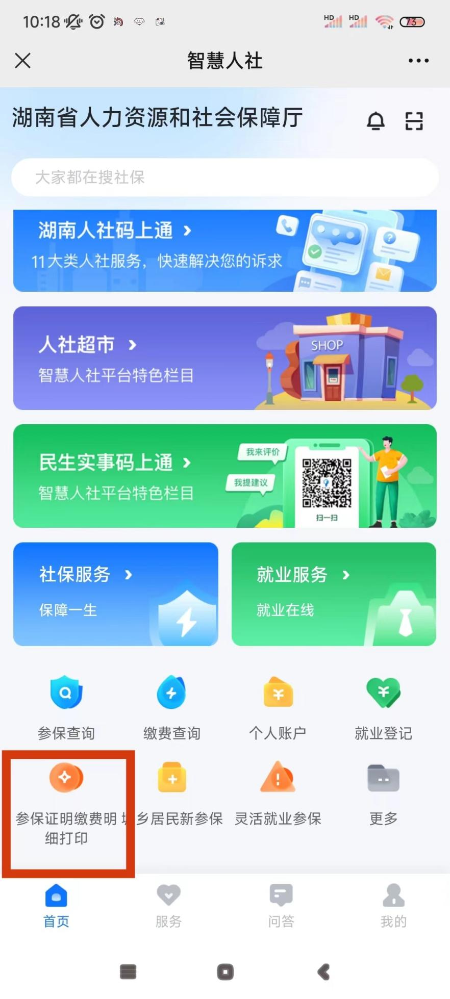 10:18
HD
HD
73
智慧人社
湖南省人力资源和社会保障厅
大家都在搜社保
湖南人社码上通 ›
11大类人社服务，快速解决您的诉求
人社超市 ›
智慧人社平台特色栏目
SHOP
民生实事码上通 ›
智慧人社平台特色栏目
我来评价
我提建议
扫一扫
社保服务 ›
保障一生
就业服务 ›
就业在线
参保查询
缴费查询
个人账户
就业登记
参保证明缴费明
细打印
乡居民新参保
灵活就业参保
更多
首页
服务
问答
我的